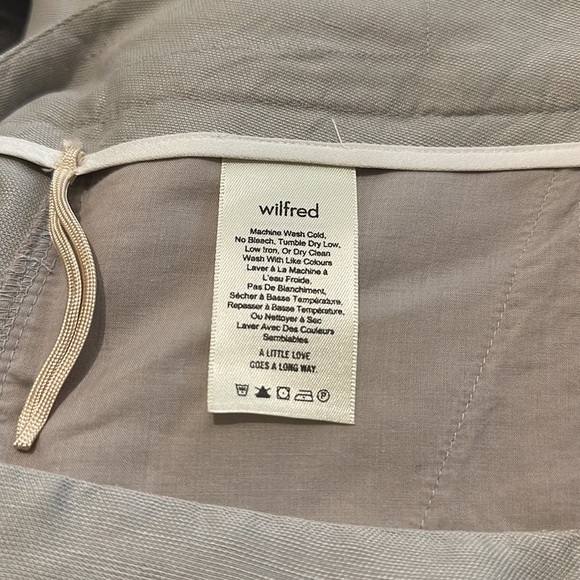 wilfred
Machine Wash Cold,
No Bleach, Tumble Dry Low,
Low Iron, Or Dry Clean
Wash With Like Colours
Laver à La Machine à
L'eau Froide,
Pas De Blanchiment,
Sécher à Basse Température,
Repasser à Basse Température,
Ou Nettoyer à Sec
Laver Avec Des Couleurs
Semblables
A LITTLE LOVE
GOES A LONG WAY.
P